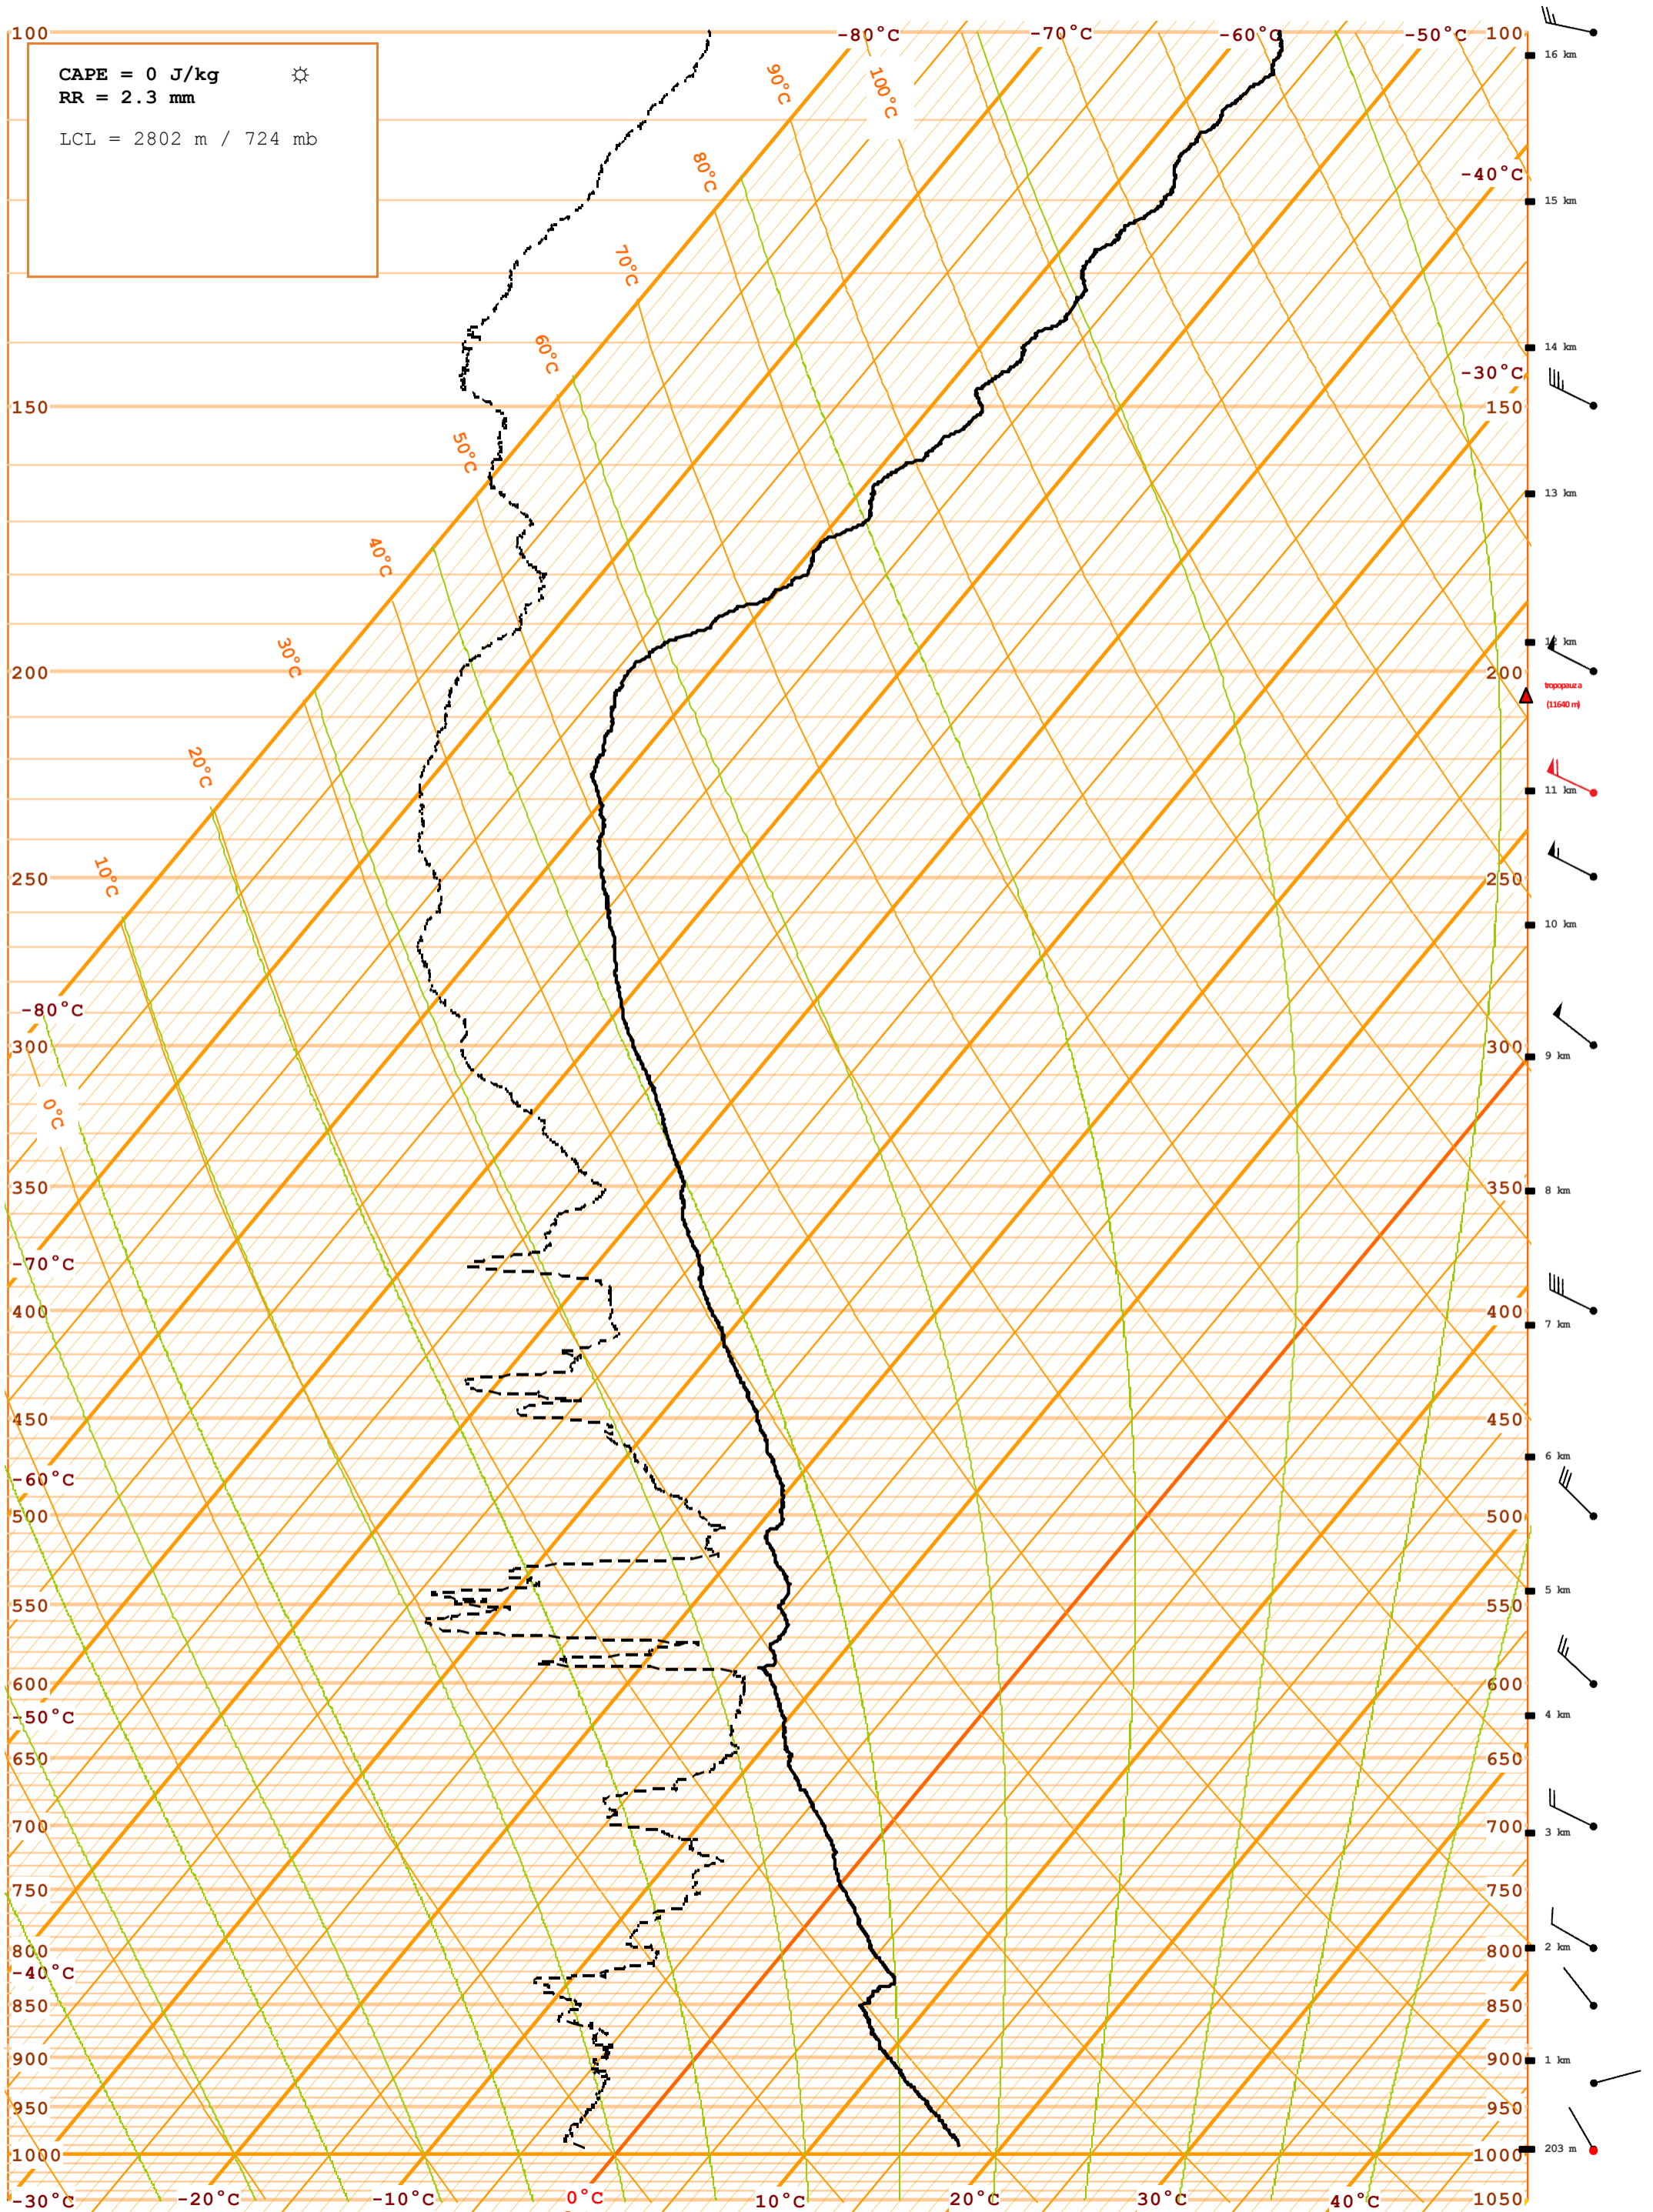 100 -80°C -70°C -60°C -50°C 100
16 km
CAPE = 0 J/kg ☼
RR = 2.3 mm
LCL = 2802 m / 724 mb
90°C 100°C
80°C -40°C
15 km
70°C
60°C 14 km
-30°C
150 150
50°C
13 km
40°C
30°C 12 km
200 200
tropopauza
(11640 m)
20°C
11 km
10°C 250 250
10 km
-80°C
300 300
9 km
0°C
350 350
8 km
-70°C
400 400
7 km
450 450
6 km
-60°C
500 500
5 km
550 550
600 600
-50°C 4 km
650 650
700 700
3 km
750 750
800 800 2 km
-40°C
850 850
900 900 1 km
950 950
1000 1000 203 m
-30°C -20°C -10°C 0°C 10°C 20°C 30°C 40°C 1050